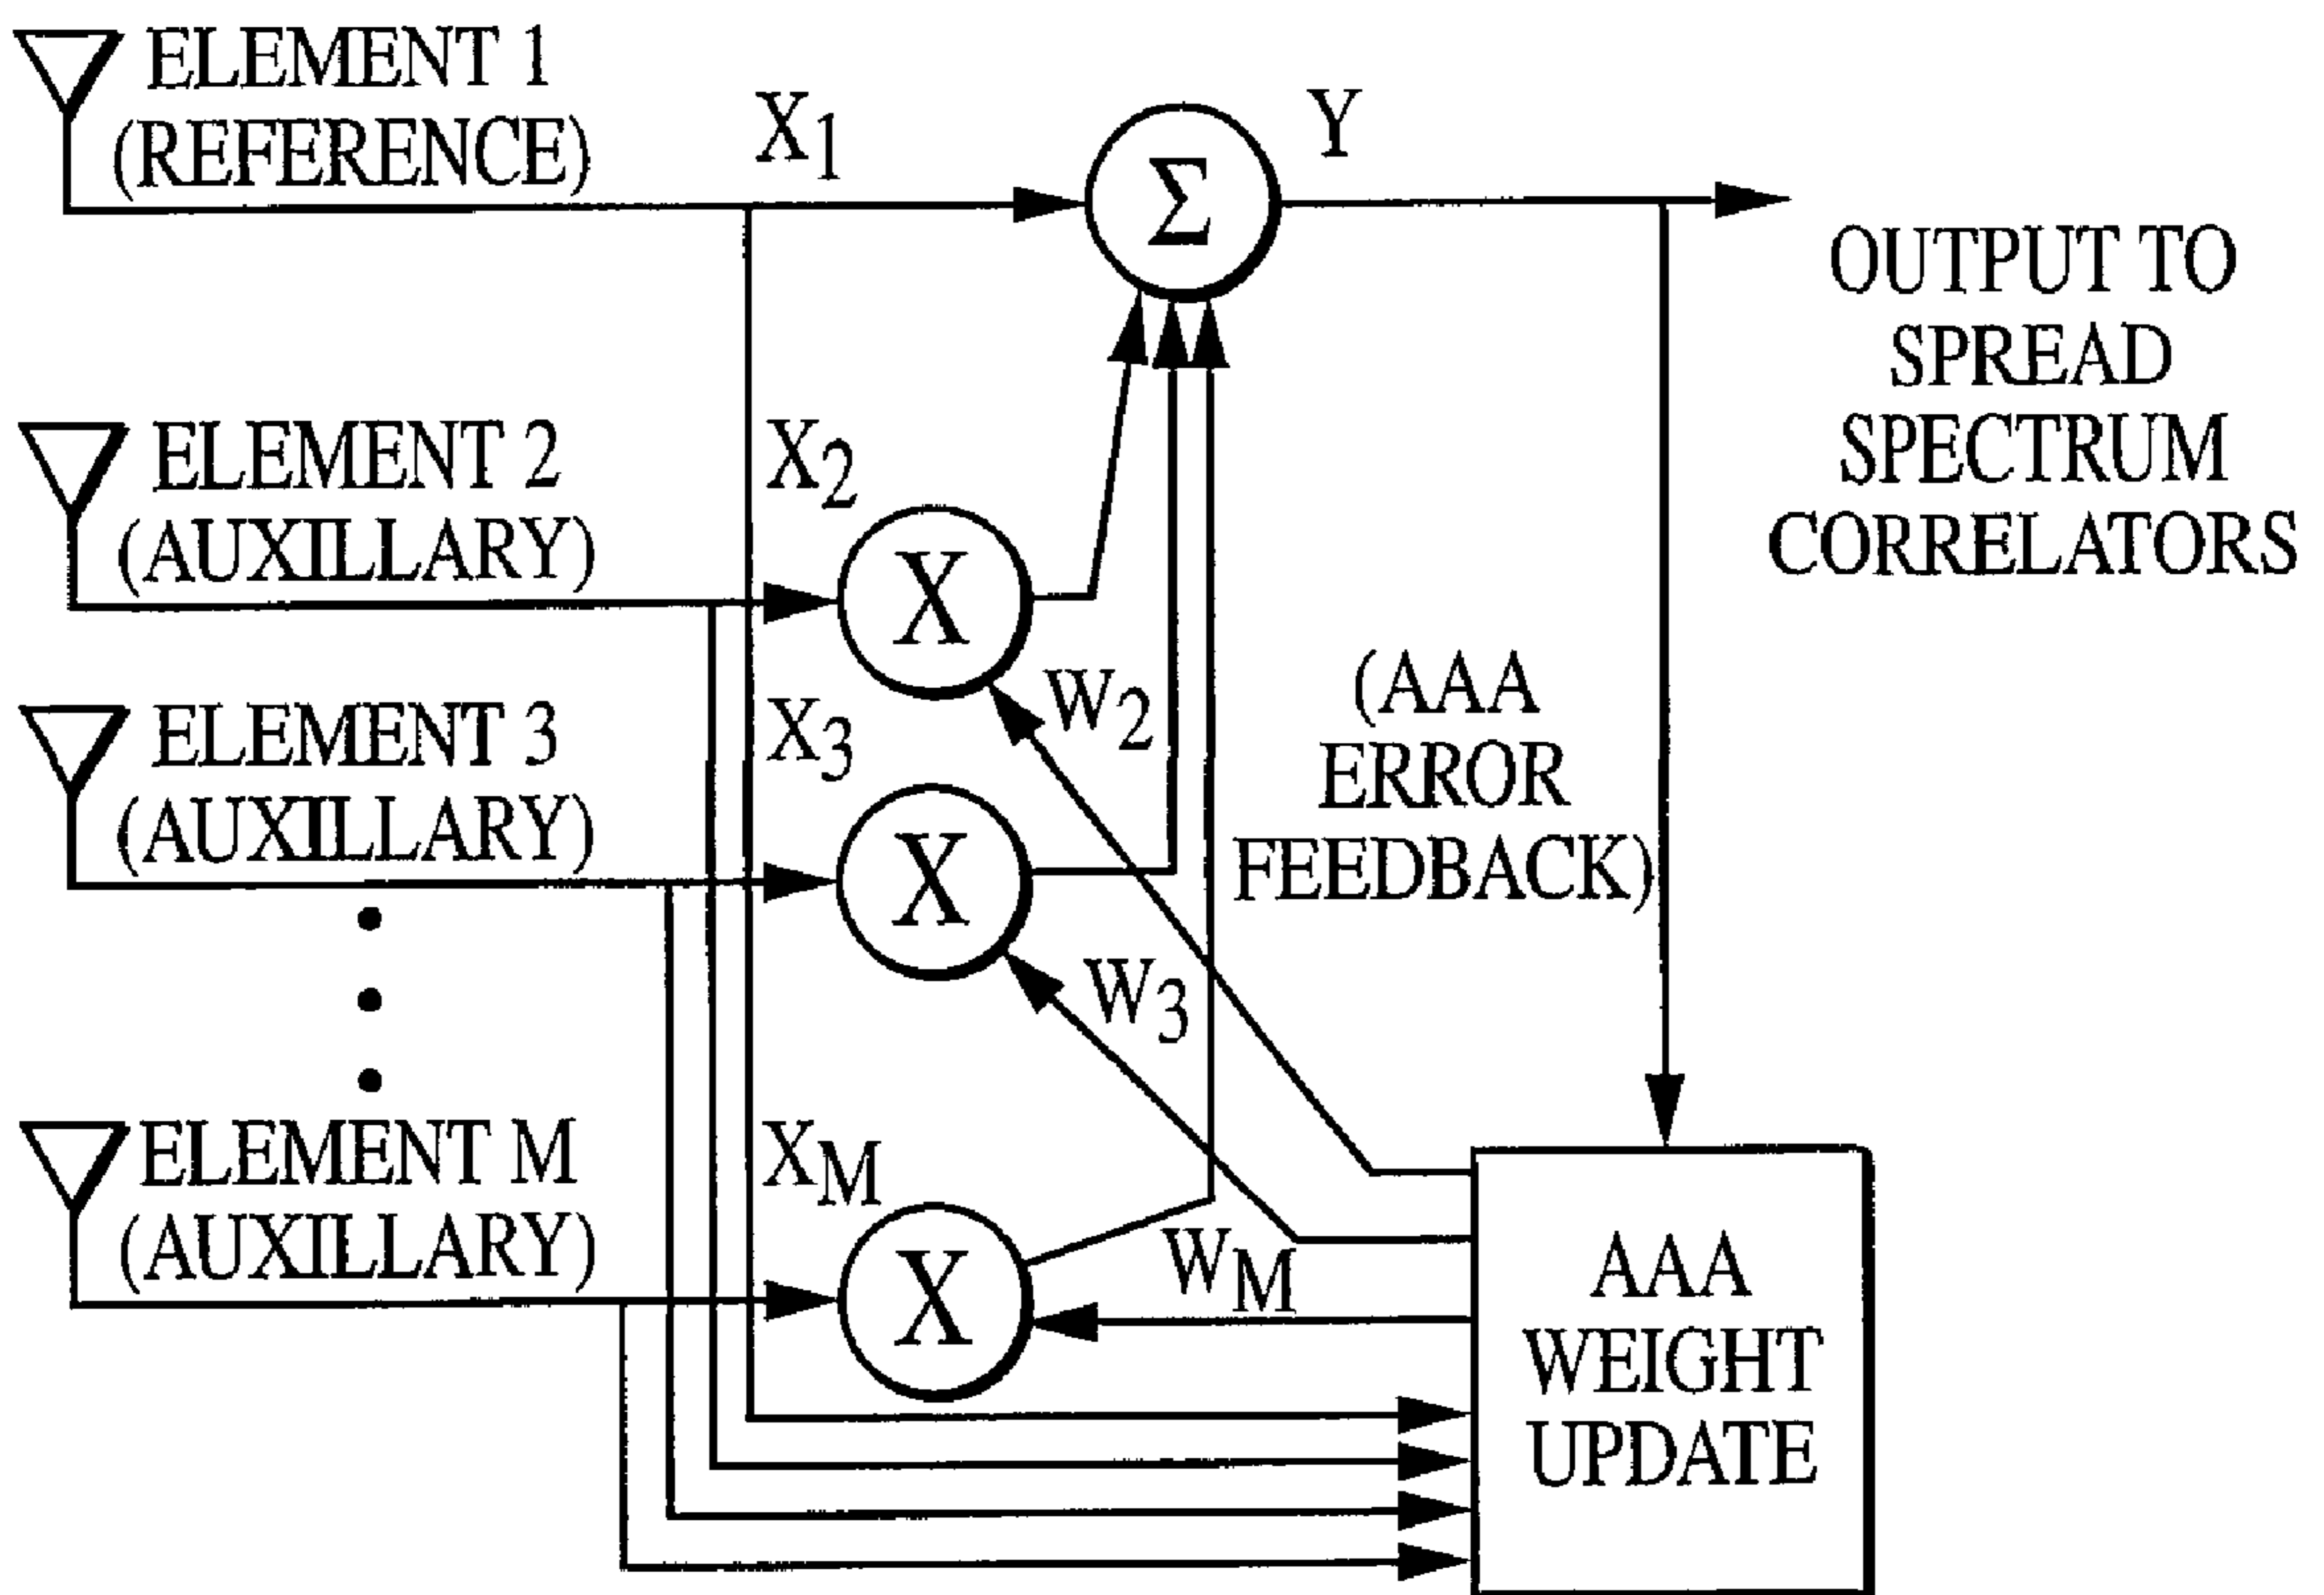 ELEMENT 1
(REFERENCE)
X1
Σ
Y
OUTPUT TO
SPREAD
SPECTRUM
CORRELATORS
ELEMENT 2
(AUXILLARY)
X2
X
W2
(AAA
ERROR
FEEDBACK)
ELEMENT 3
(AUXILLARY)
X3
X
W3
ELEMENT M
(AUXILLARY)
XM
X
WM
AAA
WEIGHT
UPDATE